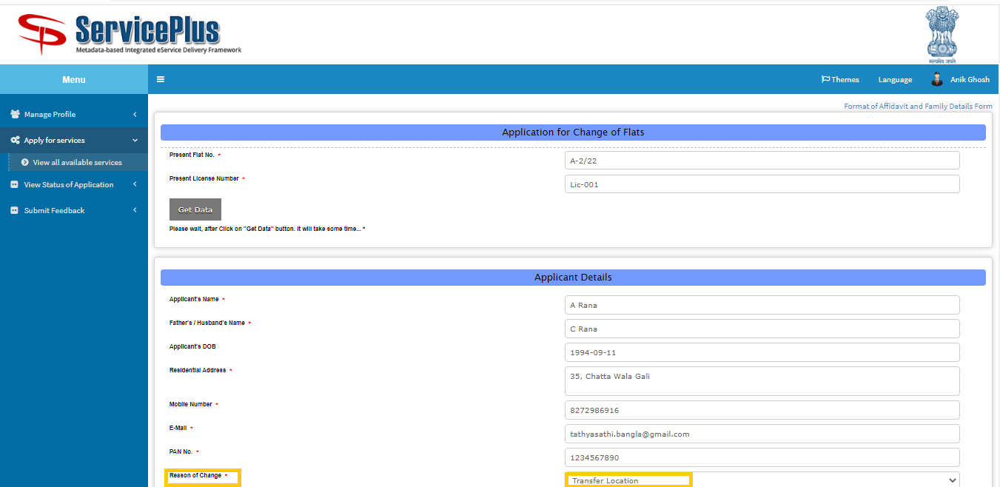 ServicePlus
Metadata-based Integrated eService Delivery Framework
सत्यमेव जयते
Menu
Themes Language Anik Ghosh
Manage Profile
Apply for services
View all available services
View Status of Application
Submit Feedback
Format of Affidavit and Family Details Form
Application for Change of Flats
Present Flat No. * A-2/22
Present License Number * Lic-001
Get Data
Please wait, after Click on "Get Data" button. It will take some time... *
Applicant Details
Applicant's Name * A Rana
Father's / Husband's Name * C Rana
Applicant's DOB 1994-09-11
Residential Address * 35, Chatta Wala Gali
Mobile Number * 8272986916
E-Mail * tathyasathi.bangla@gmail.com
PAN No. * 1234567890
Reason of Change * Transfer Location